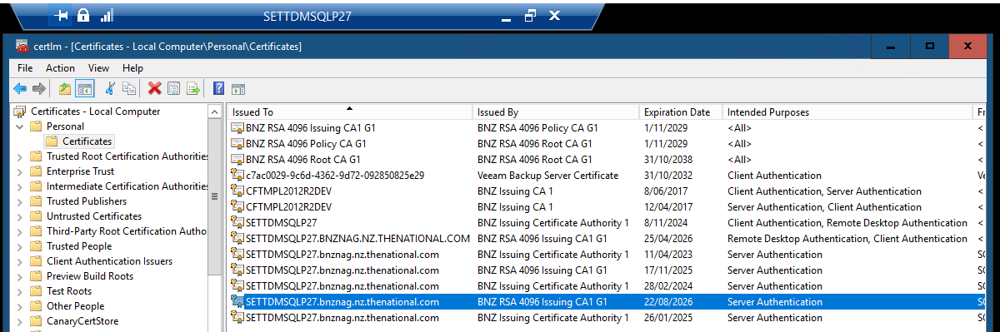 SETTDMSQLP27
certlm - [Certificates - Local Computer\Personal\Certificates]
File Action View Help
Certificates - Local Computer
Personal
Certificates
Trusted Root Certification Authorities
Enterprise Trust
Intermediate Certification Authorities
Trusted Publishers
Untrusted Certificates
Third-Party Root Certification Autho
Trusted People
Client Authentication Issuers
Preview Build Roots
Test Roots
Other People
CanaryCertStore
Issued To Issued By Expiration Date Intended Purposes Fr
BNZ RSA 4096 Issuing CA1 G1 BNZ RSA 4096 Policy CA G1 1/11/2029 <All> <
BNZ RSA 4096 Policy CA G1 BNZ RSA 4096 Root CA G1 1/11/2029 <All> <
BNZ RSA 4096 Root CA G1 BNZ RSA 4096 Root CA G1 31/10/2038 <All> <
c7ac0029-9c6d-4362-9d72-092850825e29 Veeam Backup Server Certificate 31/10/2032 Client Authentication Ve
CFTMPL2012R2DEV BNZ Issuing CA 1 8/06/2017 Client Authentication, Server Authentication <
CFTMPL2012R2DEV BNZ Issuing CA 1 12/04/2017 Server Authentication, Client Authentication <
SETTDMSQLP27 BNZ Issuing Certificate Authority 1 8/11/2024 Client Authentication, Remote Desktop Authentication <
SETTDMSQLP27.BNZNAG.NZ.THENATIONAL.COM BNZ RSA 4096 Issuing CA1 G1 25/04/2026 Remote Desktop Authentication, Client Authentication <
SETTDMSQLP27.bnznag.nz.thenational.com BNZ Issuing Certificate Authority 1 11/04/2023 Server Authentication SC
SETTDMSQLP27.bnznag.nz.thenational.com BNZ RSA 4096 Issuing CA1 G1 17/11/2025 Server Authentication SC
SETTDMSQLP27.bnznag.nz.thenational.com BNZ Issuing Certificate Authority 1 28/02/2024 Server Authentication SC
SETTDMSQLP27.bnznag.nz.thenational.com BNZ RSA 4096 Issuing CA1 G1 22/08/2026 Server Authentication SC
SETTDMSQLP27.bnznag.nz.thenational.com BNZ Issuing Certificate Authority 1 26/01/2025 Server Authentication SC